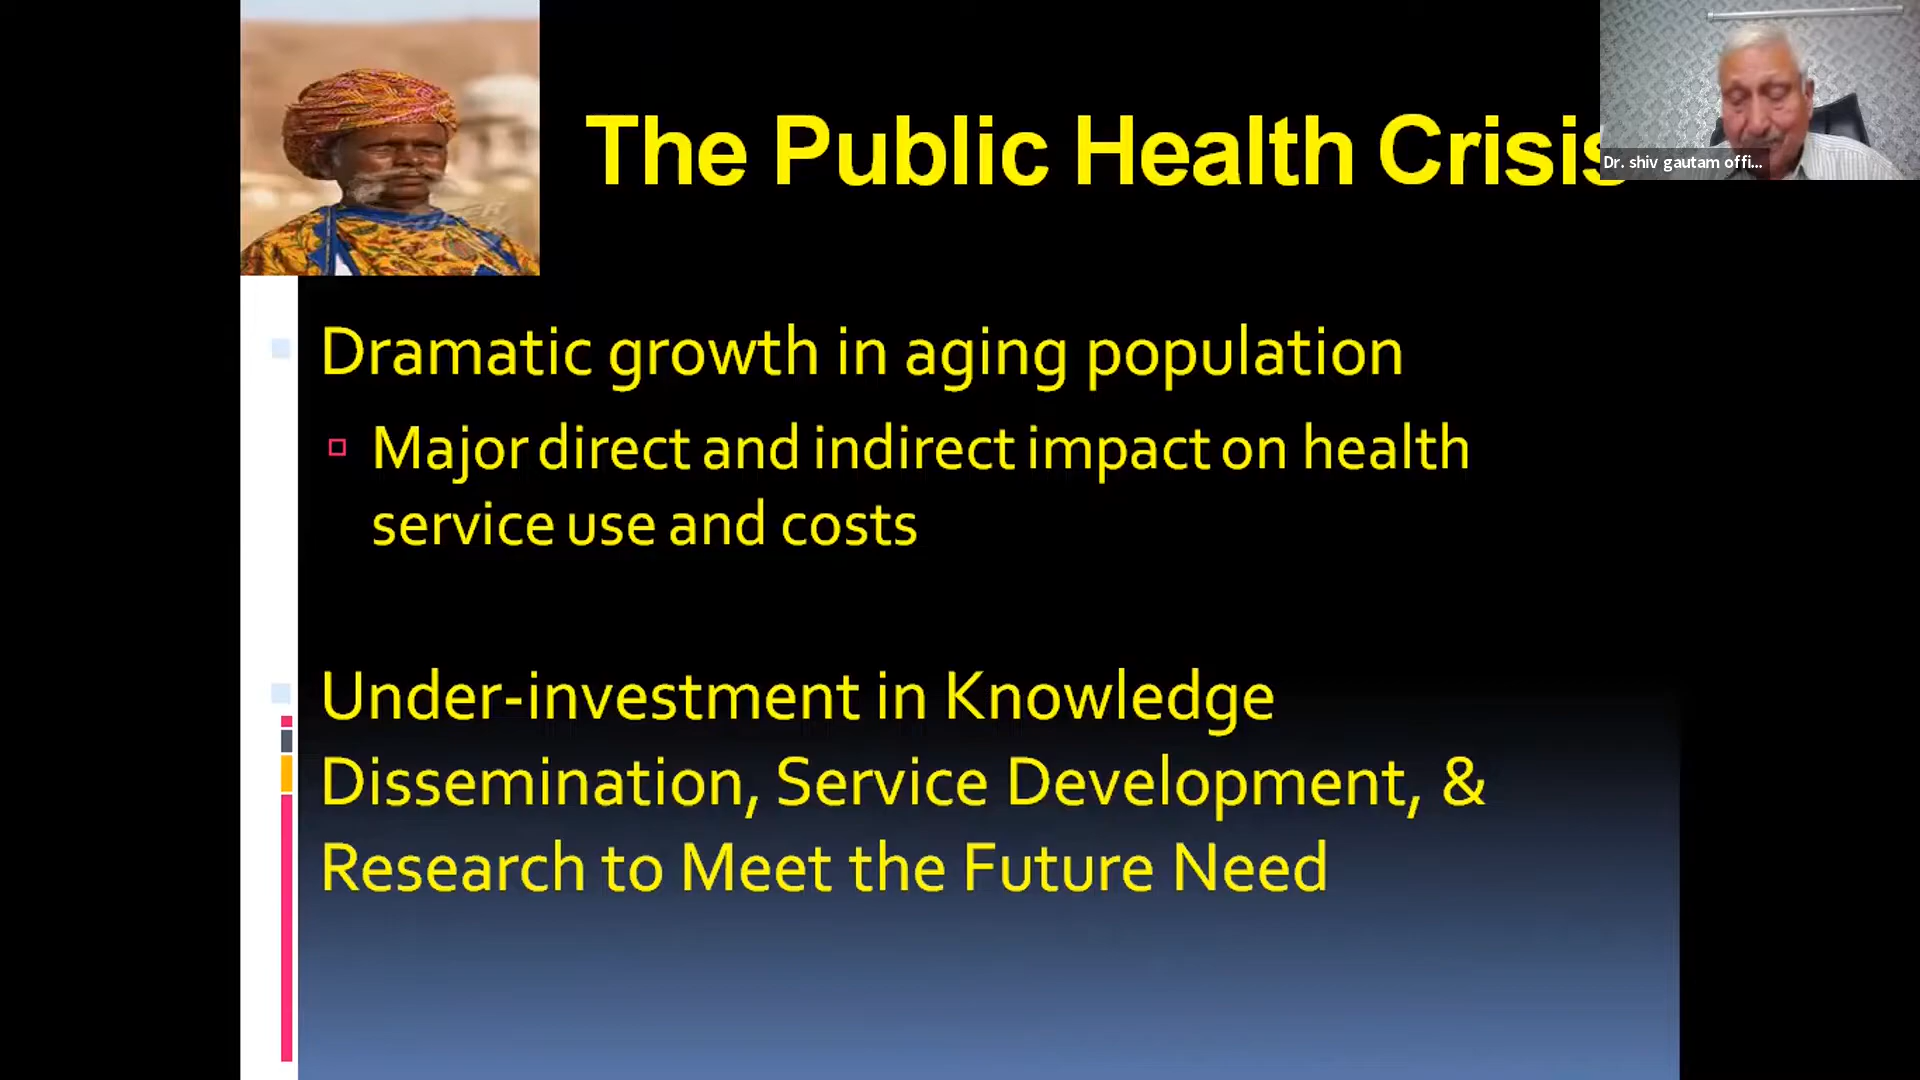 The Public Health Crisis
Dr. shiv gautam offi...
Dramatic growth in aging population
Major direct and indirect impact on health
service use and costs
Under-investment in Knowledge
Dissemination, Service Development, &
Research to Meet the Future Need